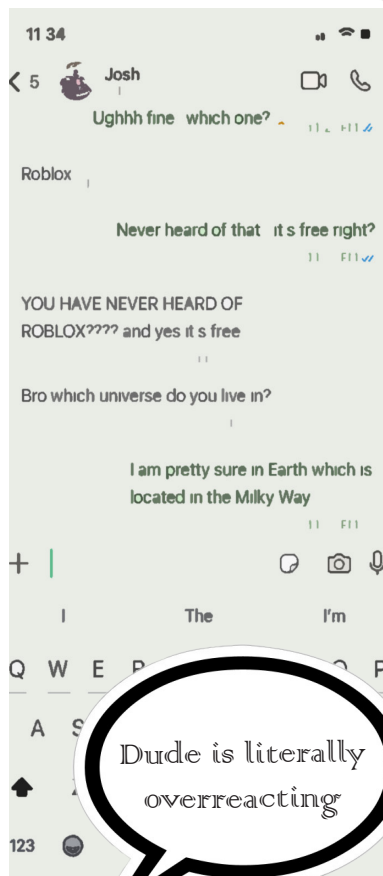 11 34
5
Josh
Ughhh fine which one?
Roblox
Never heard of that it s free right?
YOU HAVE NEVER HEARD OF
ROBLOX???? and yes it s free
Bro which universe do you live in?
I am pretty sure in Earth which is
located in the Milky Way
I The I'm
Q W E R O P
A S
Dude is literally
overreacting
123